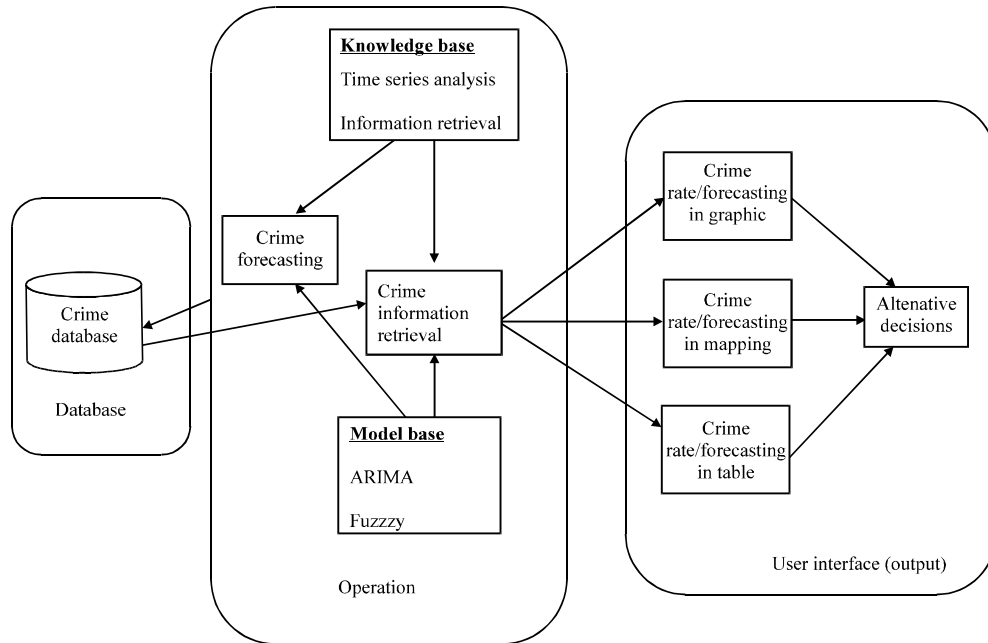 Knowledge base
Time series analysis
Information retrieval
Crime
forecasting
Crime
information
retrieval
Model base
ARIMA
Fuzzzy
Operation
Crime
database
Database
Crime
rate/forecasting
in graphic
Crime
rate/forecasting
in mapping
Crime
rate/forecasting
in table
Altenative
decisions
User interface (output)